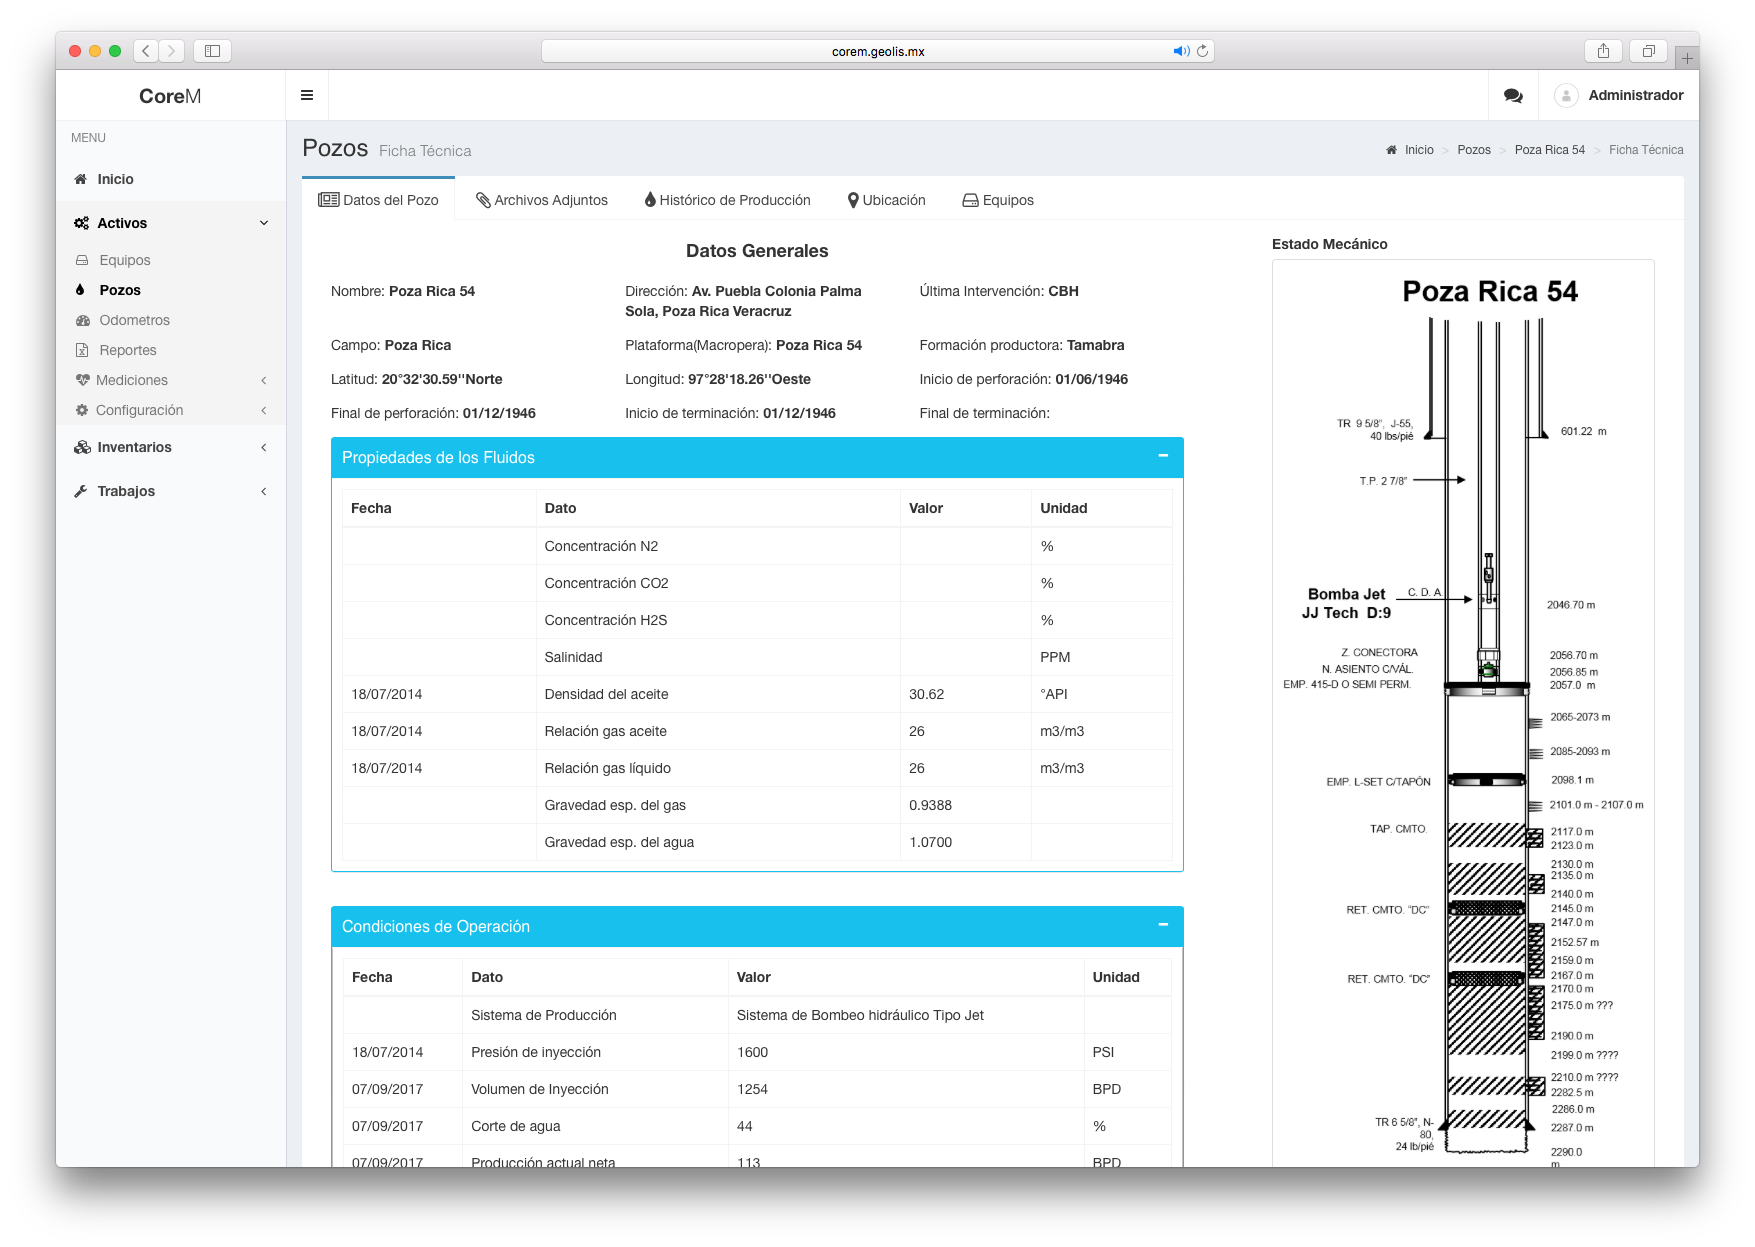 corem.geolis.mx
CoreM
Administrador
MENU
Inicio
Activos
Equipos
Pozos
Odometros
Reportes
Mediciones
Configuración
Inventarios
Trabajos
Pozos Ficha Técnica
Inicio > Pozos > Poza Rica 54 > Ficha Técnica
Datos del Pozo
Archivos Adjuntos
Histórico de Producción
Ubicación
Equipos
Datos Generales
Nombre: Poza Rica 54
Dirección: Av. Puebla Colonia Palma
Sola, Poza Rica Veracruz
Última Intervención: CBH
Campo: Poza Rica
Plataforma(Macropera): Poza Rica 54
Formación productora: Tamabra
Latitud: 20°32'30.59''Norte
Longitud: 97°28'18.26''Oeste
Inicio de perforación: 01/06/1946
Final de perforación: 01/12/1946
Inicio de terminación: 01/12/1946
Final de terminación:
Propiedades de los Fluidos
Fecha Dato Valor Unidad
Concentración N2 %
Concentración CO2 %
Concentración H2S %
Salinidad PPM
18/07/2014 Densidad del aceite 30.62 °API
18/07/2014 Relación gas aceite 26 m3/m3
18/07/2014 Relación gas líquido 26 m3/m3
Gravedad esp. del gas 0.9388
Gravedad esp. del agua 1.0700
Condiciones de Operación
Fecha Dato Valor Unidad
Sistema de Producción Sistema de Bombeo hidráulico Tipo Jet
18/07/2014 Presión de inyección 1600 PSI
07/09/2017 Volumen de Inyección 1254 BPD
07/09/2017 Corte de agua 44 %
07/09/2017 Producción actual neta 113 BPD
Estado Mecánico
Poza Rica 54
TR 9 5/8", J-55,
40 lbs/pié
601.22 m
T.P. 2 7/8"
Bomba Jet
JJ Tech D:9
C. D. A.
2046.70 m
Z. CONECTORA
2056.70 m
N. ASIENTO C/VÁL.
2056.85 m
EMP. 415-D O SEMI PERM.
2057.0 m
2065-2073 m
2085-2093 m
EMP. L-SET C/TAPÓN
2098.1 m
2101.0 m - 2107.0 m
TAP. CMTO.
2117.0 m
2123.0 m
2130.0 m
2135.0 m
2140.0 m
RET. CMTO. "DC"
2145.0 m
2147.0 m
2152.57 m
2159.0 m
2167.0 m
RET. CMTO. "DC"
2170.0 m
2175.0 m ???
2190.0 m
2199.0 m ????
2210.0 m ????
2282.5 m
2286.0 m
TR 6 5/8", N-
80,
24 lb/pié
2287.0 m
2290.0
m